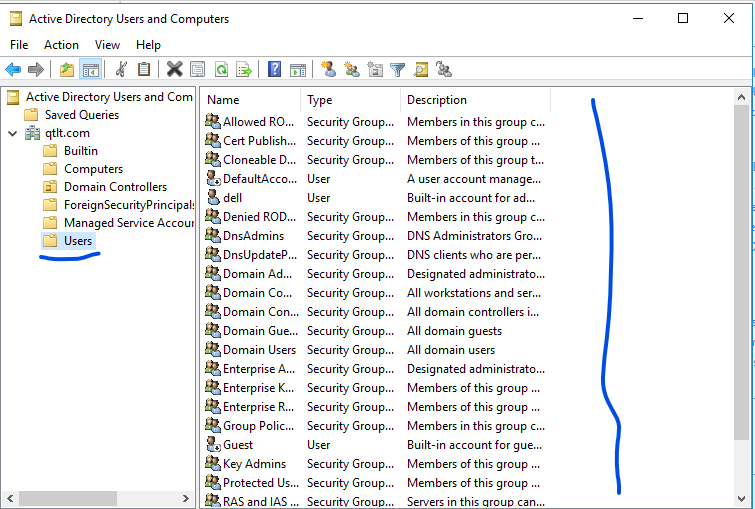 Active Directory Users and Computers
File Action View Help
Active Directory Users and Com
Saved Queries
qtlt.com
Builtin
Computers
Domain Controllers
ForeignSecurityPrincipals
Managed Service Accour
Users
Name Type Description
Allowed RO... Security Group... Members in this group c...
Cert Publish... Security Group... Members of this group ...
Cloneable D... Security Group... Members of this group t...
DefaultAcco... User A user account manage...
dell User Built-in account for ad...
Denied ROD... Security Group... Members in this group c...
DnsAdmins Security Group... DNS Administrators Gro...
DnsUpdateP... Security Group... DNS clients who are per...
Domain Ad... Security Group... Designated administrato...
Domain Co... Security Group... All workstations and ser...
Domain Con... Security Group... All domain controllers i...
Domain Gue... Security Group... All domain guests
Domain Users Security Group... All domain users
Enterprise A... Security Group... Designated administrato...
Enterprise K... Security Group... Members of this group ...
Enterprise R... Security Group... Members of this group ...
Group Polic... Security Group... Members in this group c...
Guest User Built-in account for gue...
Key Admins Security Group... Members of this group ...
Protected Us... Security Group... Members of this group ...
RAS and IAS ... Security Group... Servers in this group can...